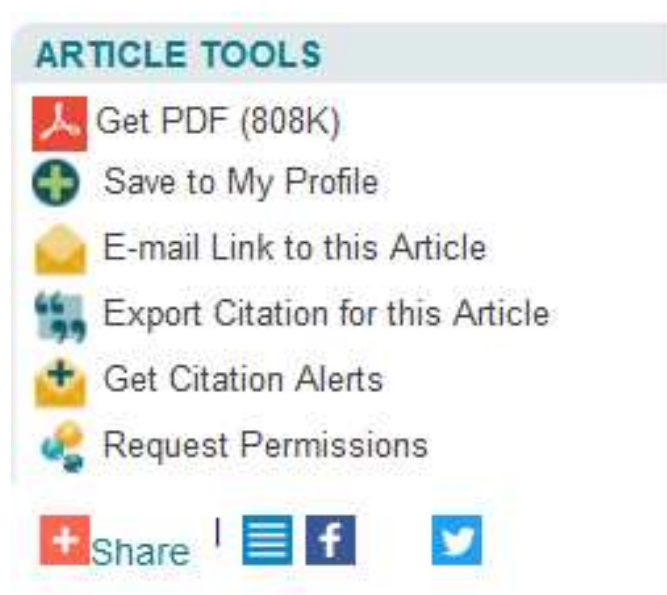 ARTICLE TOOLS
Get PDF (808K)
Save to My Profile
E-mail Link to this Article
Export Citation for this Article
Get Citation Alerts
Request Permissions
Share